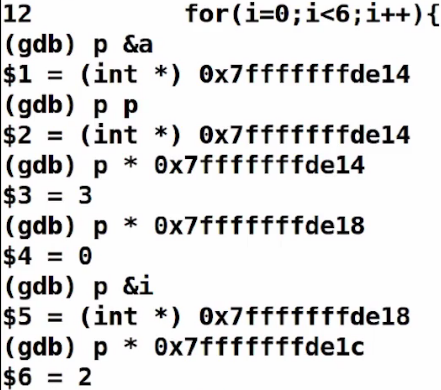 12          for(i=0;i<6;i++){
(gdb) p &a
$1 = (int *) 0x7fffffffde14
(gdb) p p
$2 = (int *) 0x7fffffffde14
(gdb) p * 0x7fffffffde14
$3 = 3
(gdb) p * 0x7fffffffde18
$4 = 0
(gdb) p &i
$5 = (int *) 0x7fffffffde18
(gdb) p * 0x7fffffffde1c
$6 = 2